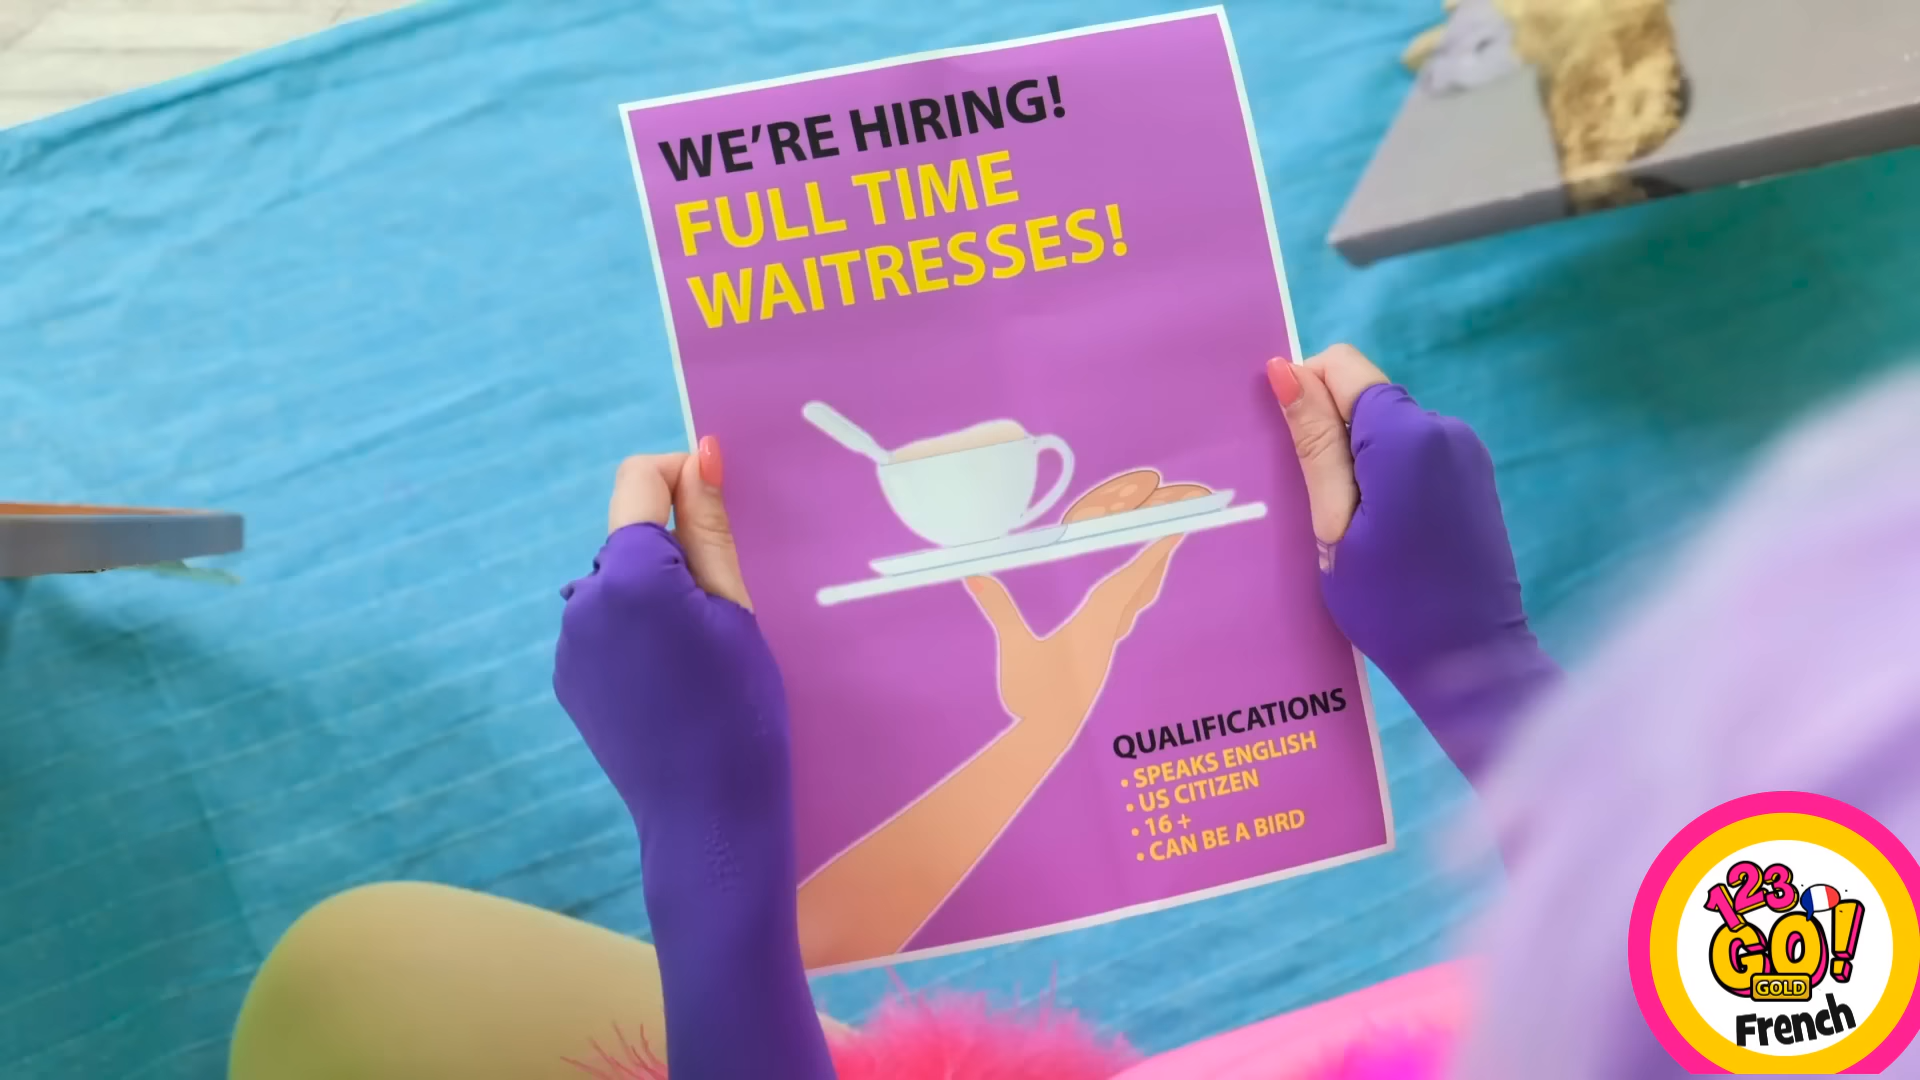 WE'RE HIRING!
FULL TIME
WAITRESSES!
QUALIFICATIONS
• SPEAKS ENGLISH
• US CITIZEN
• 16 +
• CAN BE A BIRD
123
GO!
GOLD
French